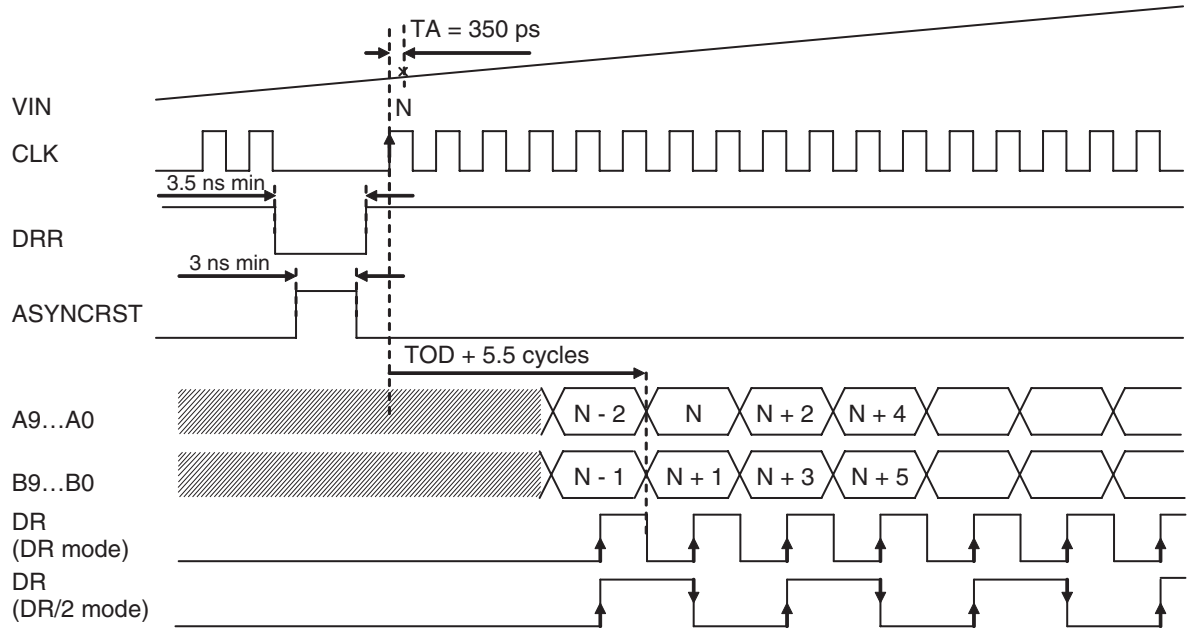 TA = 350 ps
x
VIN
N
CLK
3.5 ns min
DRR
3 ns min
ASYNCRST
TOD + 5.5 cycles
A9...A0 N - 2 N N + 2 N + 4
B9...B0 N - 1 N + 1 N + 3 N + 5
DR
(DR mode)
DR
(DR/2 mode)